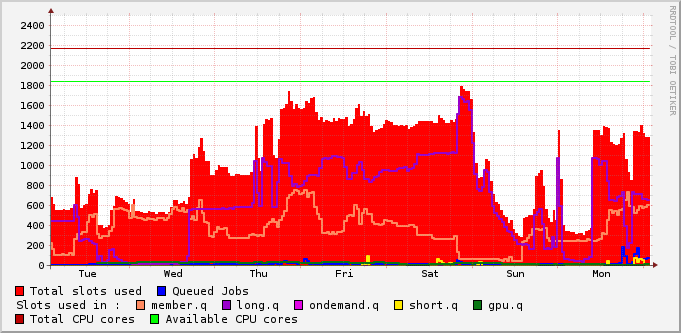 RRDTOOL / TOBI OETIKER
2400
2200
2000
1800
1600
1400
1200
1000
800
600
400
200
0
Tue Wed Thu Fri Sat Sun Mon
Total slots used Queued Jobs
Slots used in : member.q long.q ondemand.q short.q gpu.q
Total CPU cores Available CPU cores